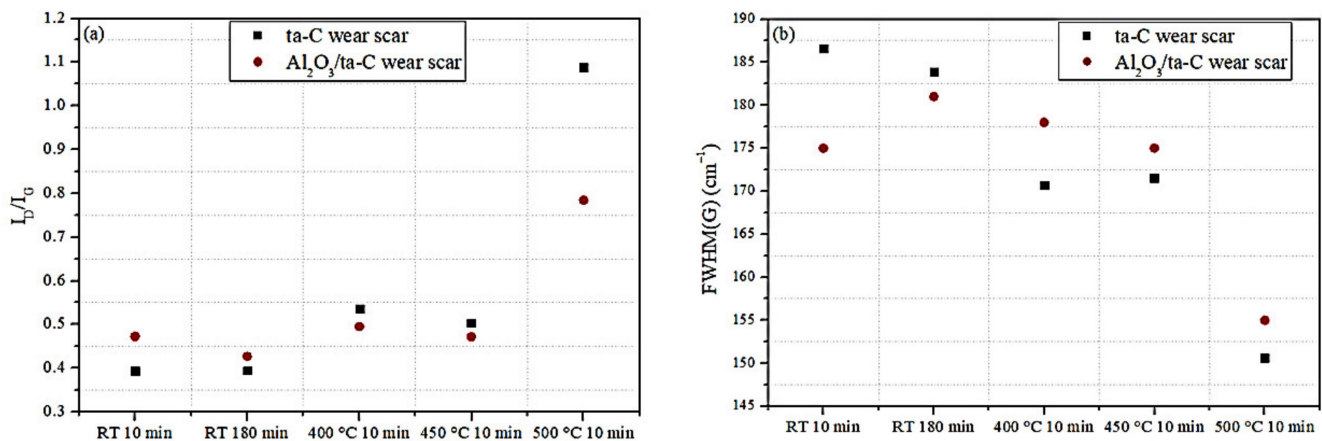 (a)
ta-C wear scar
Al₂O₃/ta-C wear scar
I_D/I_G
1.2
1.1
1.0
0.9
0.8
0.7
0.6
0.5
0.4
0.3
RT 10 min RT 180 min 400 °C 10 min 450 °C 10 min 500 °C 10 min
(b)
ta-C wear scar
Al₂O₃/ta-C wear scar
FWHM(G) (cm⁻¹)
190
185
180
175
170
165
160
155
150
145
RT 10 min RT 180 min 400 °C 10 min 450 °C 10 min 500 °C 10 min